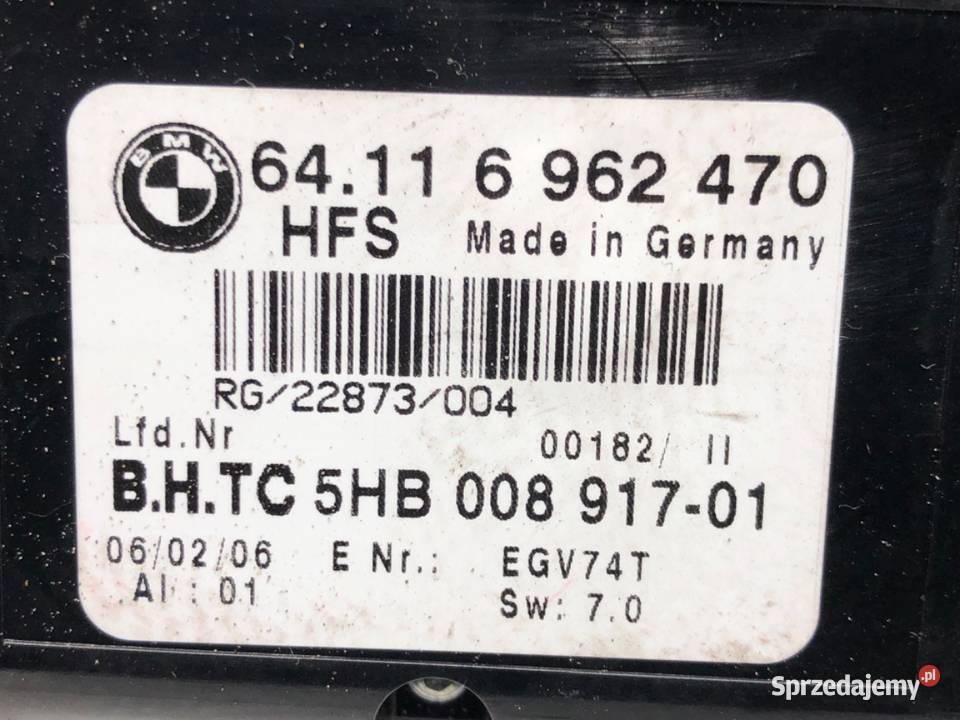 BMW
64.11 6 962 470
HFS Made in Germany
RG/22873/004
Lfd.Nr 00182/ II
B.H.TC 5HB 008 917-01
06/02/06 E Nr.: EGV74T
AI : 01 Sw: 7.0
Sprzedajemy.pl